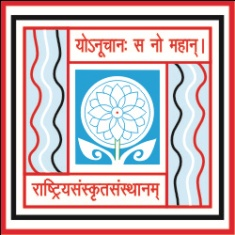 योऽनूचानः स नो महान्।
राष्ट्रियसंस्कृतसंस्थानम्